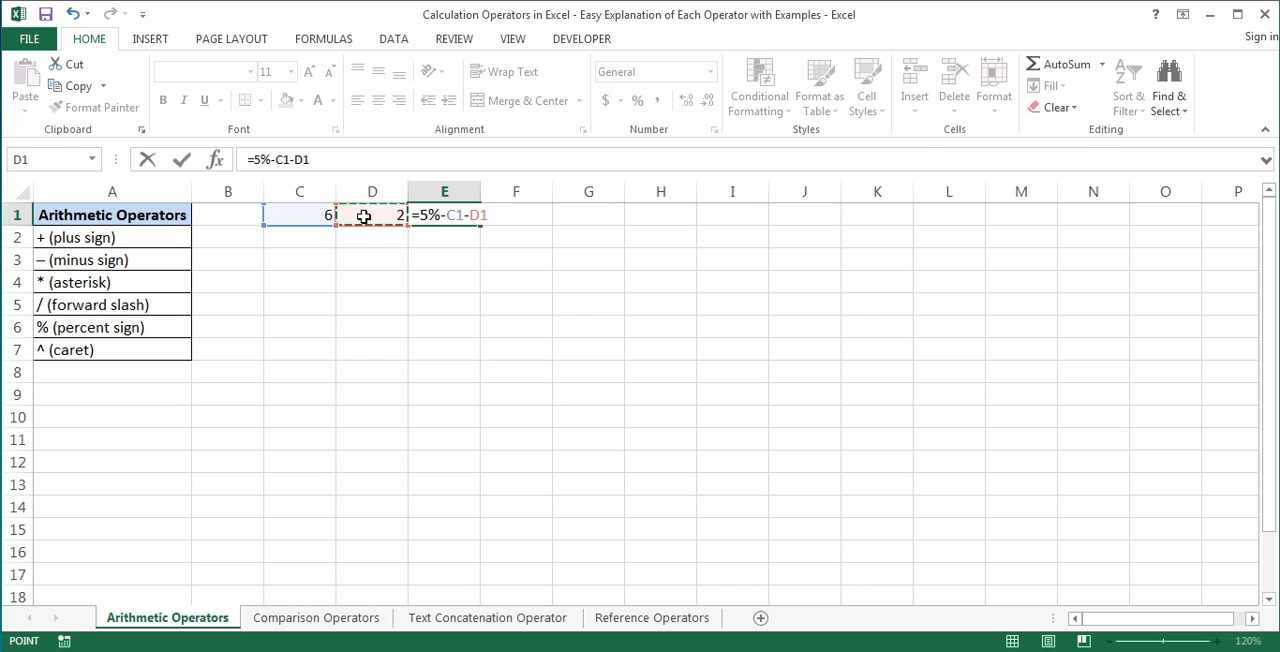 Calculation Operators in Excel - Easy Explanation of Each Operator with Examples - Excel
?
FILE HOME INSERT PAGE LAYOUT FORMULAS DATA REVIEW VIEW DEVELOPER Sign in
Paste Cut Copy Format Painter
Clipboard
11 A A B I U A
Font
Wrap Text
Merge & Center
Alignment
General
$ % ,
Number
Conditional Formatting Format as Table Cell Styles
Styles
Insert Delete Format
Cells
AutoSum Fill Clear Sort & Filter Find & Select
Editing
D1 fx =5%-C1-D1
A B C D E F G H I J K L M N O P
1 Arithmetic Operators 6 2 =5%-C1-D1
2 + (plus sign)
3 – (minus sign)
4 * (asterisk)
5 / (forward slash)
6 % (percent sign)
7 ^ (caret)
8
9
10
11
12
13
14
15
16
17
18
Arithmetic Operators Comparison Operators Text Concatenation Operator Reference Operators
POINT 120%